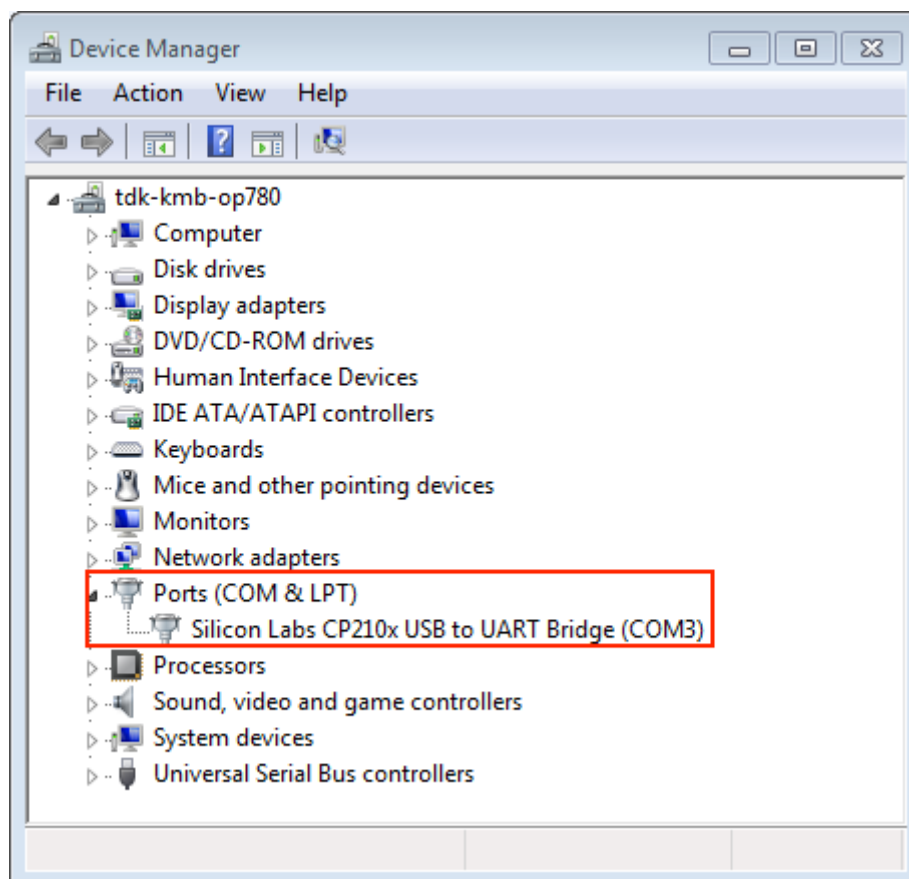 Device Manager
File Action View Help
tdk-kmb-op780
Computer
Disk drives
Display adapters
DVD/CD-ROM drives
Human Interface Devices
IDE ATA/ATAPI controllers
Keyboards
Mice and other pointing devices
Monitors
Network adapters
Ports (COM & LPT)
Silicon Labs CP210x USB to UART Bridge (COM3)
Processors
Sound, video and game controllers
System devices
Universal Serial Bus controllers